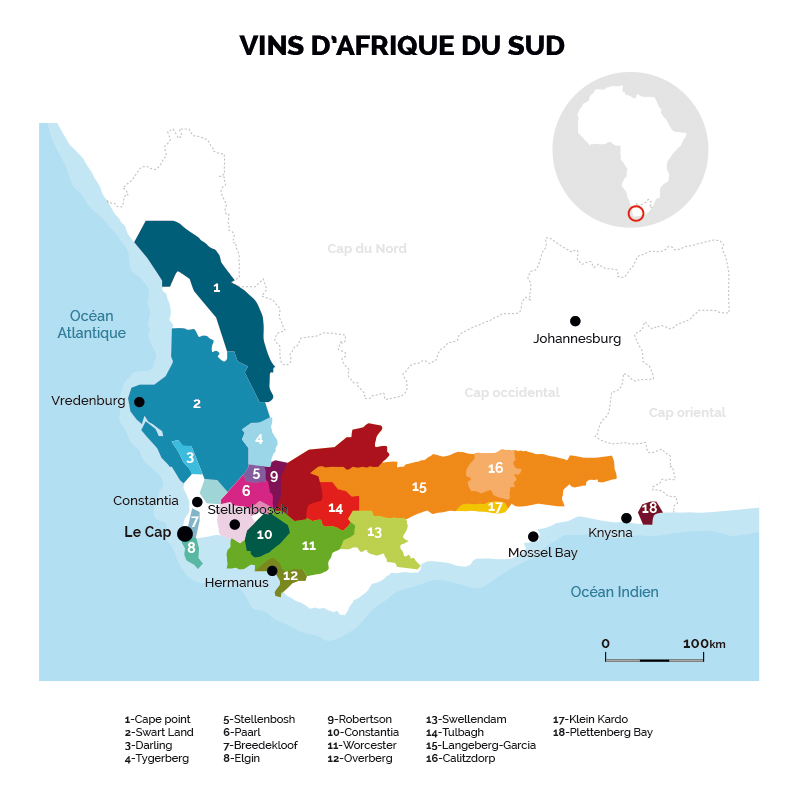 VINS D'AFRIQUE DU SUD
Cap du Nord
1
Océan
Atlantique
Johannesburg
Cap occidental
Vredenburg
2
Cap oriental
4
3
5
9
16
6
15
Constantia
Stellenbosch
14
17
18
7
Le Cap
10
13
Knysna
8
11
Mossel Bay
12
Hermanus
Océan Indien
0 100km
1-Cape point
2-Swart Land
3-Darling
4-Tygerberg
5-Stellenbosh
6-Paarl
7-Breedekloof
8-Elgin
9-Robertson
10-Constantia
11-Worcester
12-Overberg
13-Swellendam
14-Tulbagh
15-Langeberg-Garcia
16-Calitzdorp
17-Klein Kardo
18-Plettenberg Bay